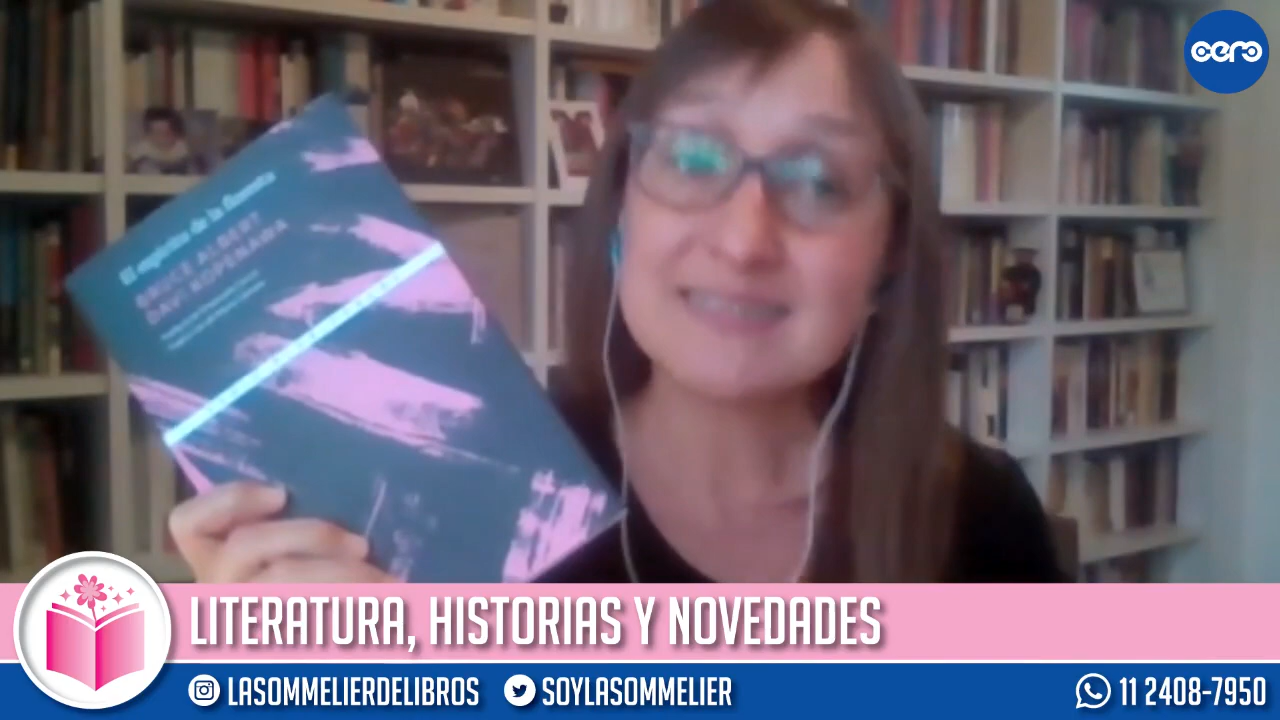 cero
El espíritu de la floresta
BRUCE ALBERT
DAVI KOPENAWA
LITERATURA, HISTORIAS Y NOVEDADES
LASOMMELIERDELIBROS
SOYLASOMMELIER
11 2408-7950